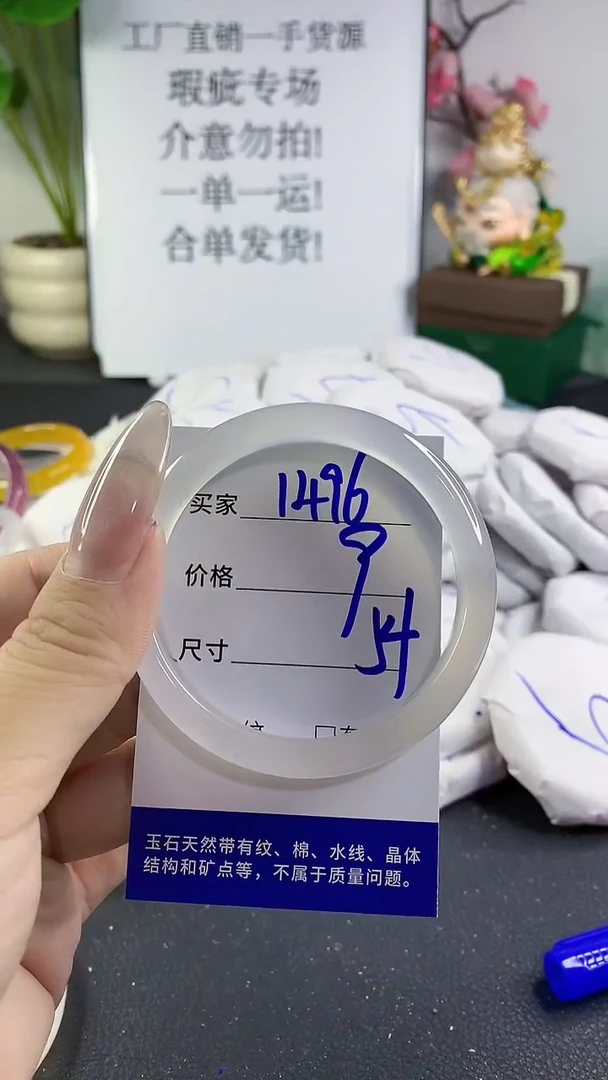 工厂直销一手货源
瑕疵专场
介意勿拍!
一单一运!
合单发货!
买家 1496
价格 9
尺寸 54
玉石天然带有纹、棉、水线、晶体
结构和矿点等，不属于质量问题。